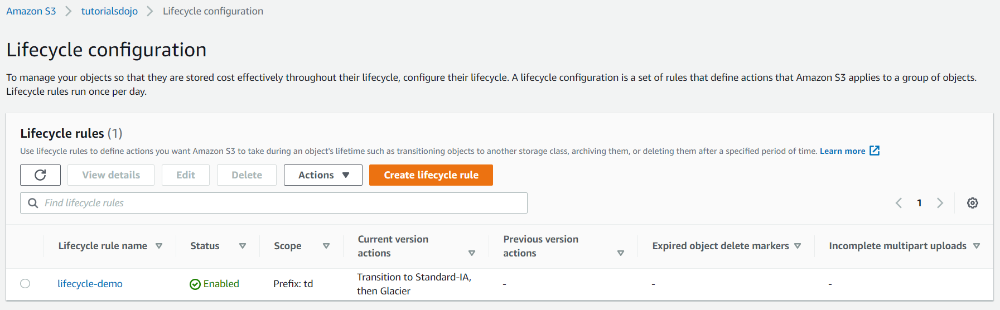 Amazon S3 > tutorialsdojo > Lifecycle configuration
Lifecycle configuration
To manage your objects so that they are stored cost effectively throughout their lifecycle, configure their lifecycle. A lifecycle configuration is a set of rules that define actions that Amazon S3 applies to a group of objects.
Lifecycle rules run once per day.
Lifecycle rules (1)
Use lifecycle rules to define actions you want Amazon S3 to take during an object's lifetime such as transitioning objects to another storage class, archiving them, or deleting them after a specified period of time. Learn more
View details Edit Delete Actions Create lifecycle rule
Find lifecycle rules 1
Lifecycle rule name Status Scope Current version actions Previous version actions Expired object delete markers Incomplete multipart uploads
lifecycle-demo Enabled Prefix: td Transition to Standard-IA, then Glacier - - -